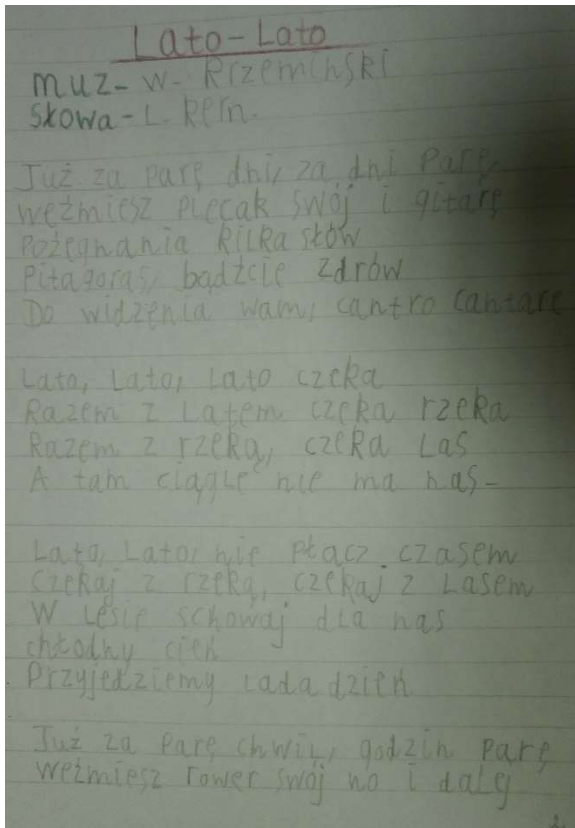 Lato-Lato
muz- w. Krzemiński
słowa- L. Kern.
Już za parę dni, za dni parę,
weźmiesz plecak swój i gitarę
Pożegnania kilka słów
Pitagoras, bądźcie zdrów
Do widzenia wam, cantro cantare
Lato, Lato, Lato czeka
Razem z Latem czeka rzeka
Razem z rzeką, czeka Las
A tam ciągle nie ma nas-
Lato, Lato, nie płacz czasem
Czekaj z rzeką, czekaj z Lasem
W Lesie schowaj dla nas
chłodny cień
Przyjedziemy lada dzień
Już za parę chwil, godzin parę
weźmiesz rower swój no i dalej
2.